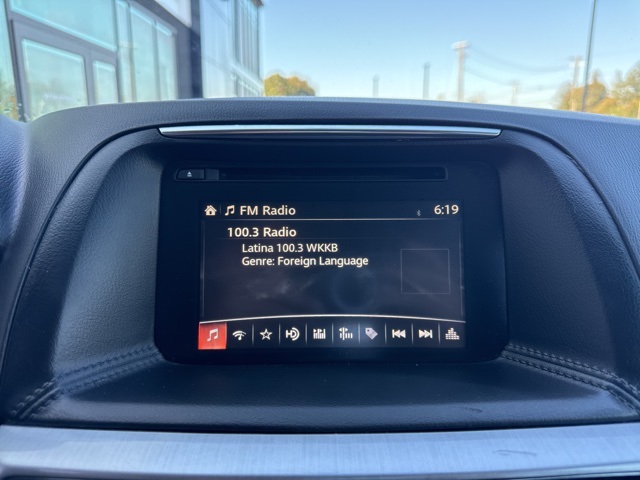 FM Radio 6:19
100.3 Radio
Latina 100.3 WKKB
Genre: Foreign Language